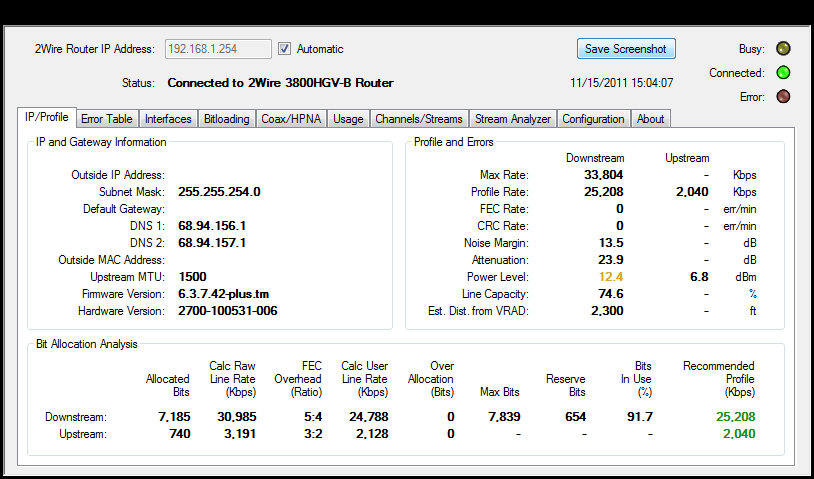 2Wire Router IP Address: 192.168.1.254 Automatic Save Screenshot Busy:
Connected:
Status: Connected to 2Wire 3800HGV-B Router 11/15/2011 15:04:07
Error:
IP/Profile Error Table Interfaces Bitloading Coax/HPNA Usage Channels/Streams Stream Analyzer Configuration About
IP and Gateway Information
Outside IP Address:
Subnet Mask: 255.255.254.0
Default Gateway:
DNS 1: 68.94.156.1
DNS 2: 68.94.157.1
Outside MAC Address:
Upstream MTU: 1500
Firmware Version: 6.3.7.42-plus.tm
Hardware Version: 2700-100531-006
Profile and Errors
Downstream Upstream
Max Rate: 33,804 - Kbps
Profile Rate: 25,208 2,040 Kbps
FEC Rate: 0 - err/min
CRC Rate: 0 - err/min
Noise Margin: 13.5 - dB
Attenuation: 23.9 - dB
Power Level: 12.4 6.8 dBm
Line Capacity: 74.6 - %
Est. Dist. from VRAD: 2,300 - ft
Bit Allocation Analysis
Calc Raw FEC Calc User Over Bits Recommended
Allocated Line Rate Overhead Line Rate Allocation Reserve In Use Profile
Bits (Kbps) (Ratio) (Kbps) (Bits) Max Bits Bits (%) (Kbps)
Downstream: 7,185 30,985 5:4 24,788 0 7,839 654 91.7 25,208
Upstream: 740 3,191 3:2 2,128 0 - - - 2,040